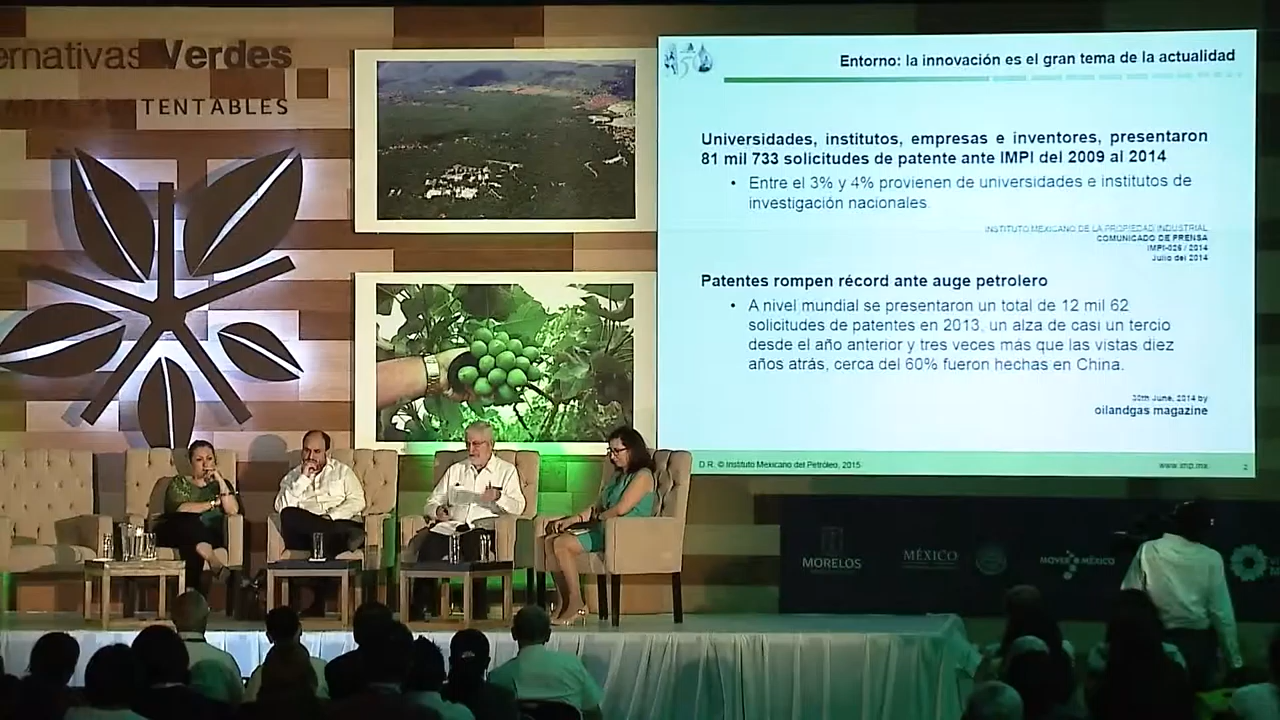 ernativas Verdes
TENTABLES
Entorno: la innovación es el gran tema de la actualidad
Universidades, institutos, empresas e inventores, presentaron
81 mil 733 solicitudes de patente ante IMPI del 2009 al 2014
• Entre el 3% y 4% provienen de universidades e institutos de
investigación nacionales.
INSTITUTO MEXICANO DE LA PROPIEDAD INDUSTRIAL
COMUNICADO DE PRENSA
IMPI-026 / 2014
Julio del 2014
Patentes rompen récord ante auge petrolero
• A nivel mundial se presentaron un total de 12 mil 62
solicitudes de patentes en 2013, un alza de casi un tercio
desde el año anterior y tres veces más que las vistas diez
años atrás, cerca del 60% fueron hechas en China.
30th June, 2014 by
oilandgas magazine
D.R. © Instituto Mexicano del Petróleo, 2015
www.imp.mx
2
MORELOS
MÉXICO
MOVER A MÉXICO